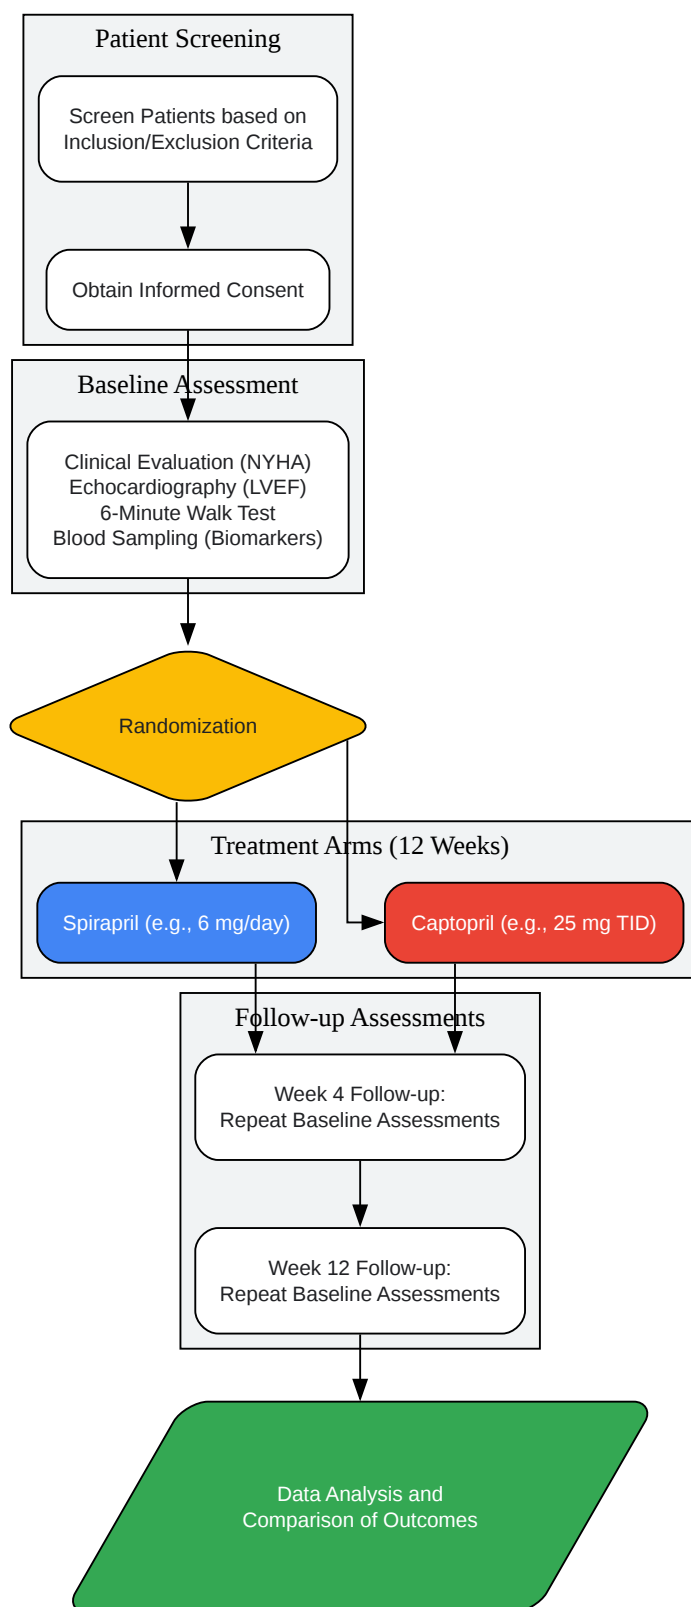 Patient Screening
Screen Patients based on
Inclusion/Exclusion Criteria
Obtain Informed Consent
Baseline Assessment
Clinical Evaluation (NYHA)
Echocardiography (LVEF)
6-Minute Walk Test
Blood Sampling (Biomarkers)
Randomization
Treatment Arms (12 Weeks)
Spirapril (e.g., 6 mg/day)
Captopril (e.g., 25 mg TID)
Follow-up Assessments
Week 4 Follow-up:
Repeat Baseline Assessments
Week 12 Follow-up:
Repeat Baseline Assessments
Data Analysis and
Comparison of Outcomes